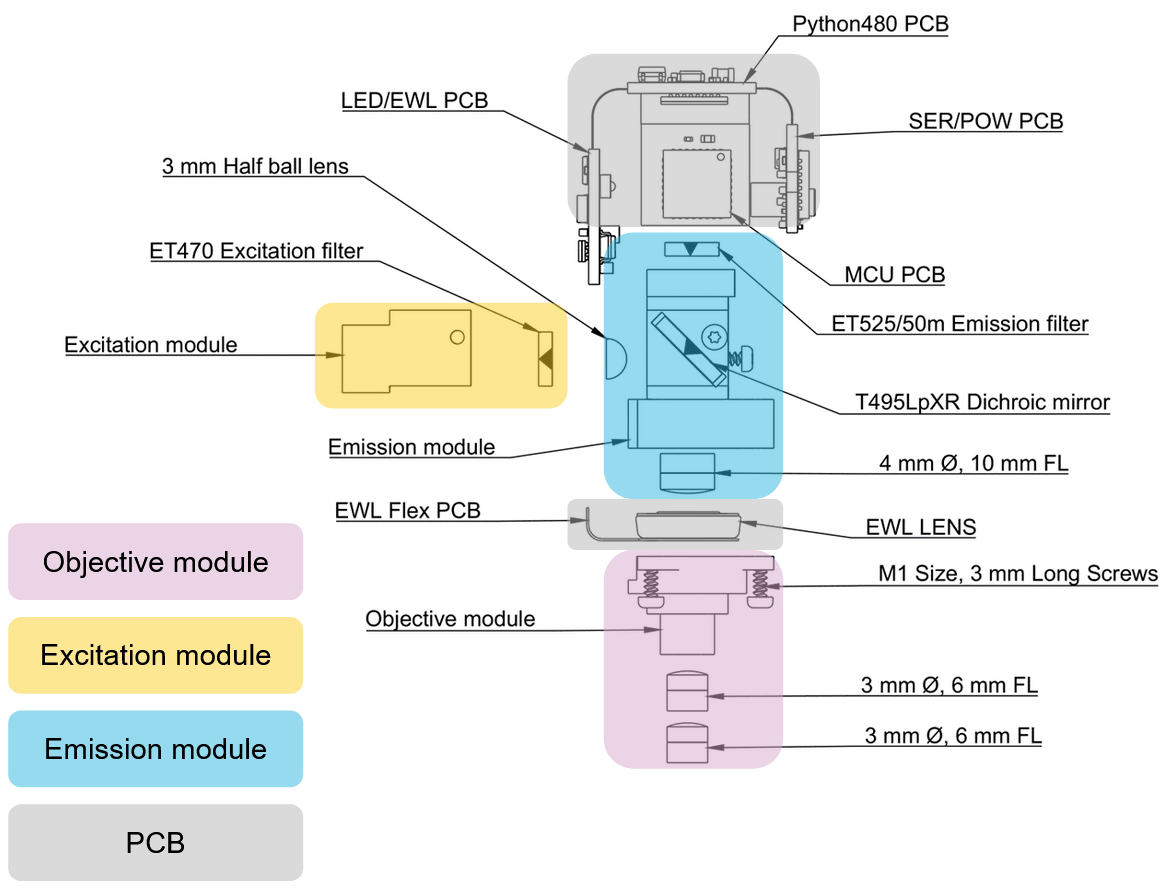 Python480 PCB
LED/EWL PCB
SER/POW PCB
3 mm Half ball lens
ET470 Excitation filter
MCU PCB
ET525/50m Emission filter
Excitation module
T495LpXR Dichroic mirror
Emission module
4 mm Ø, 10 mm FL
EWL Flex PCB
EWL LENS
M1 Size, 3 mm Long Screws
Objective module
3 mm Ø, 6 mm FL
3 mm Ø, 6 mm FL
Objective module
Excitation module
Emission module
PCB